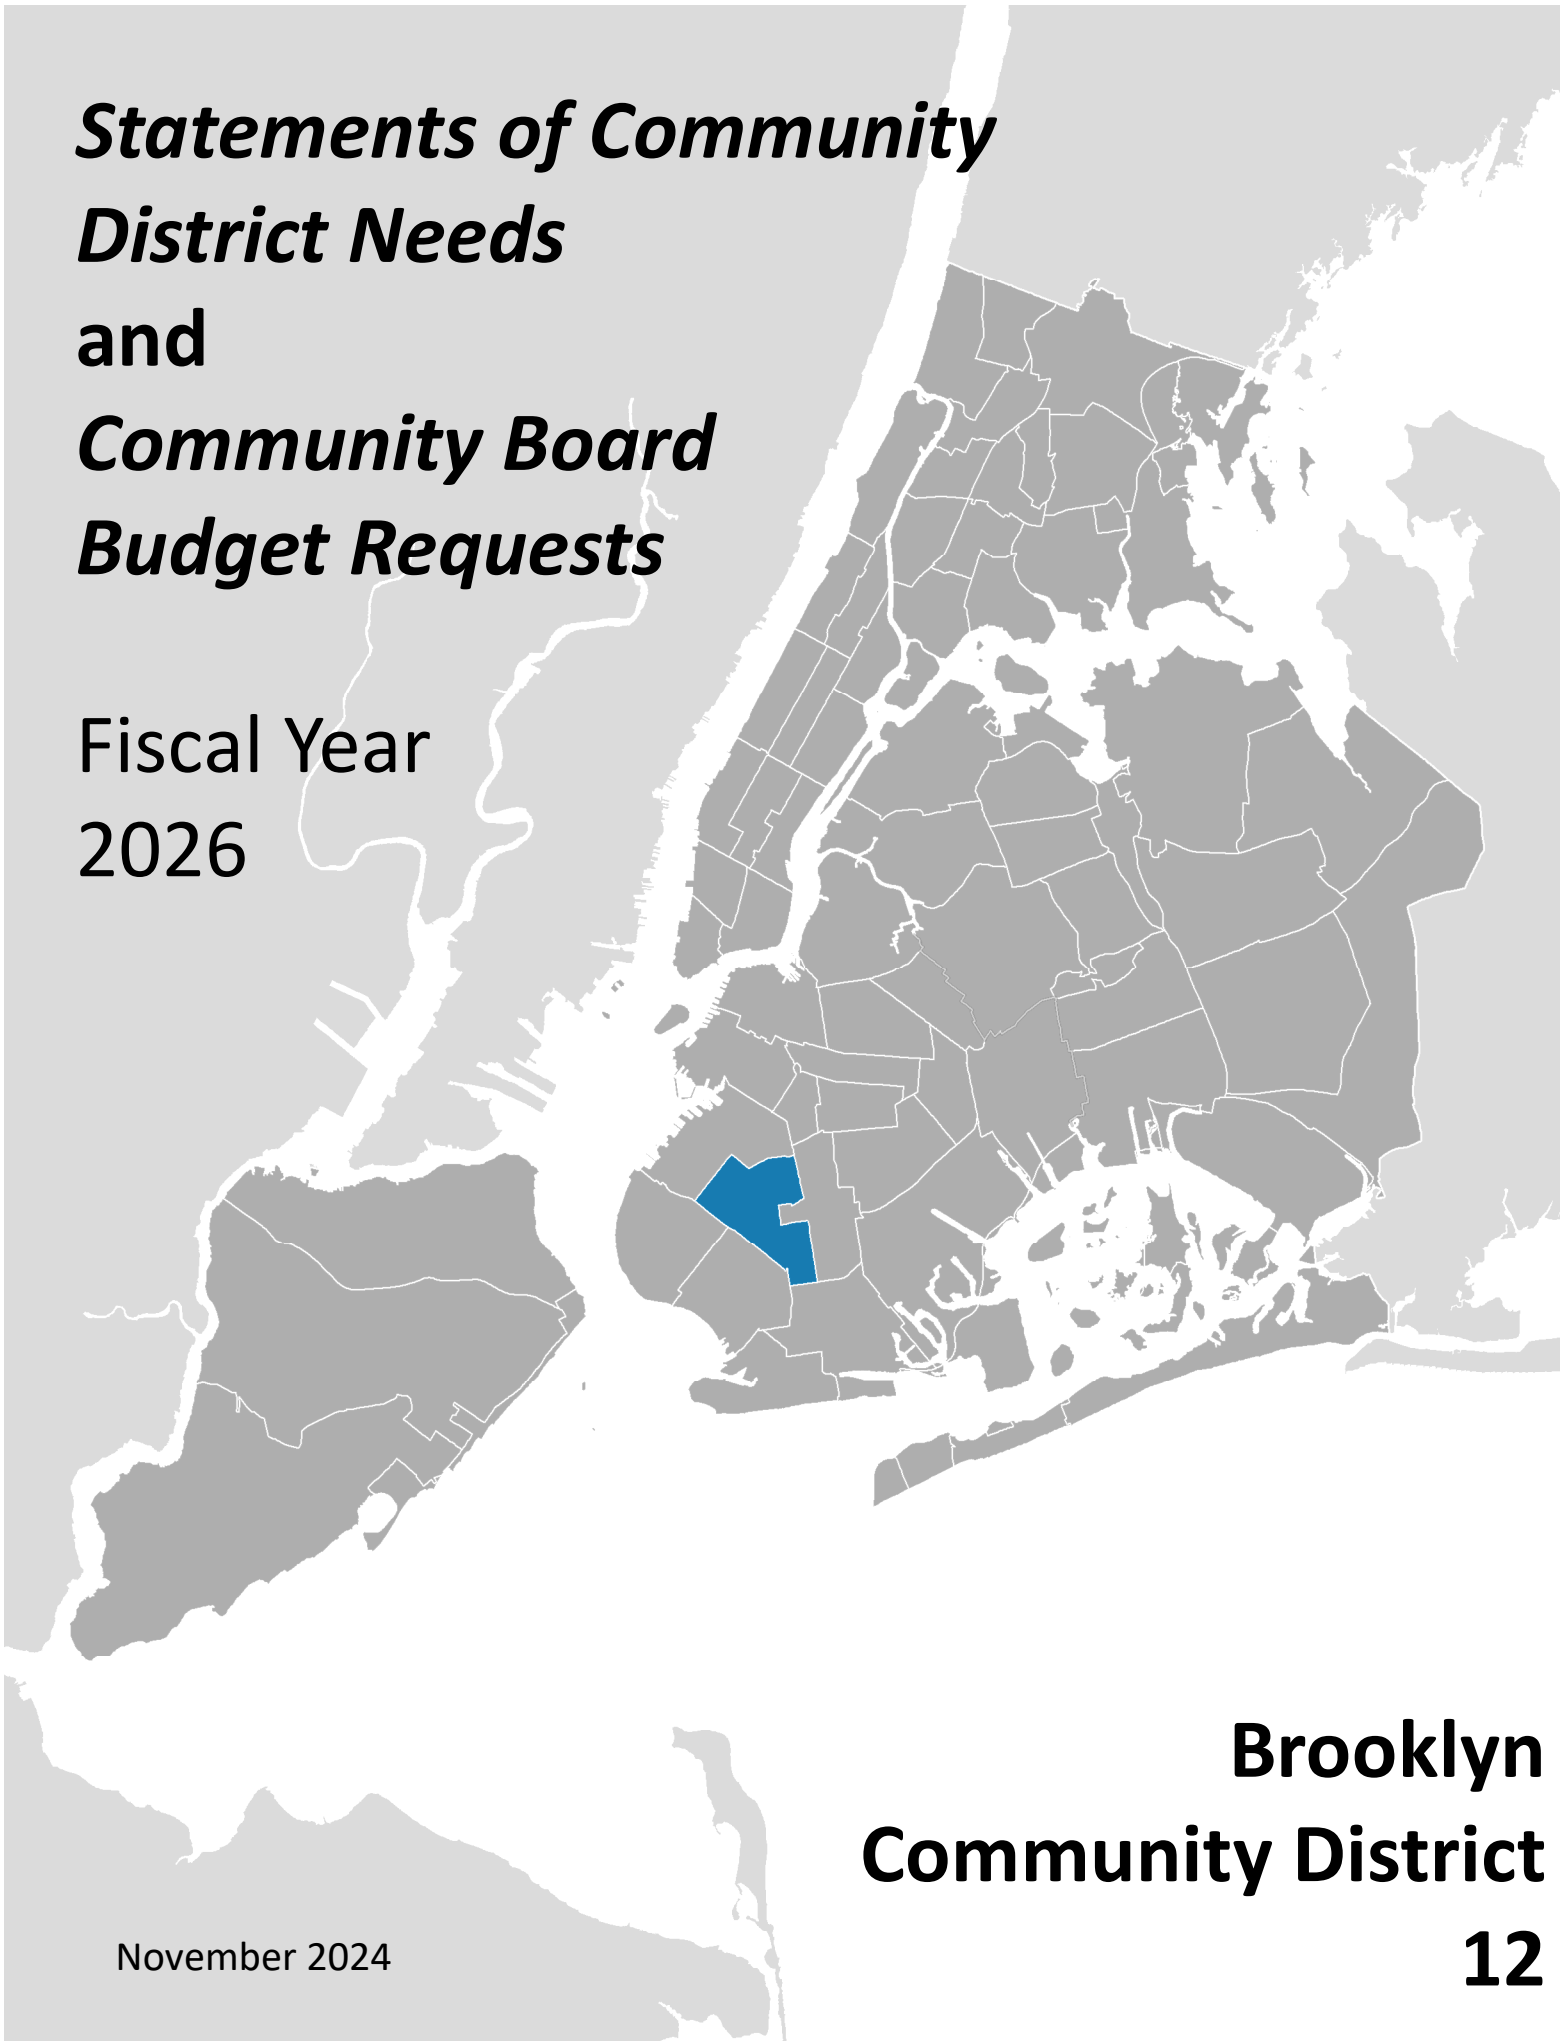 Statements of Community
District Needs
and
Community Board
Budget Requests
Fiscal Year
2026
Brooklyn
Community District
12
November 2024